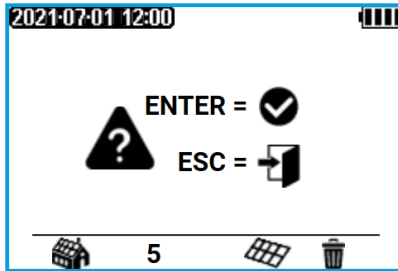 2021-07-01 12:00
ENTER =
?
ESC =
5